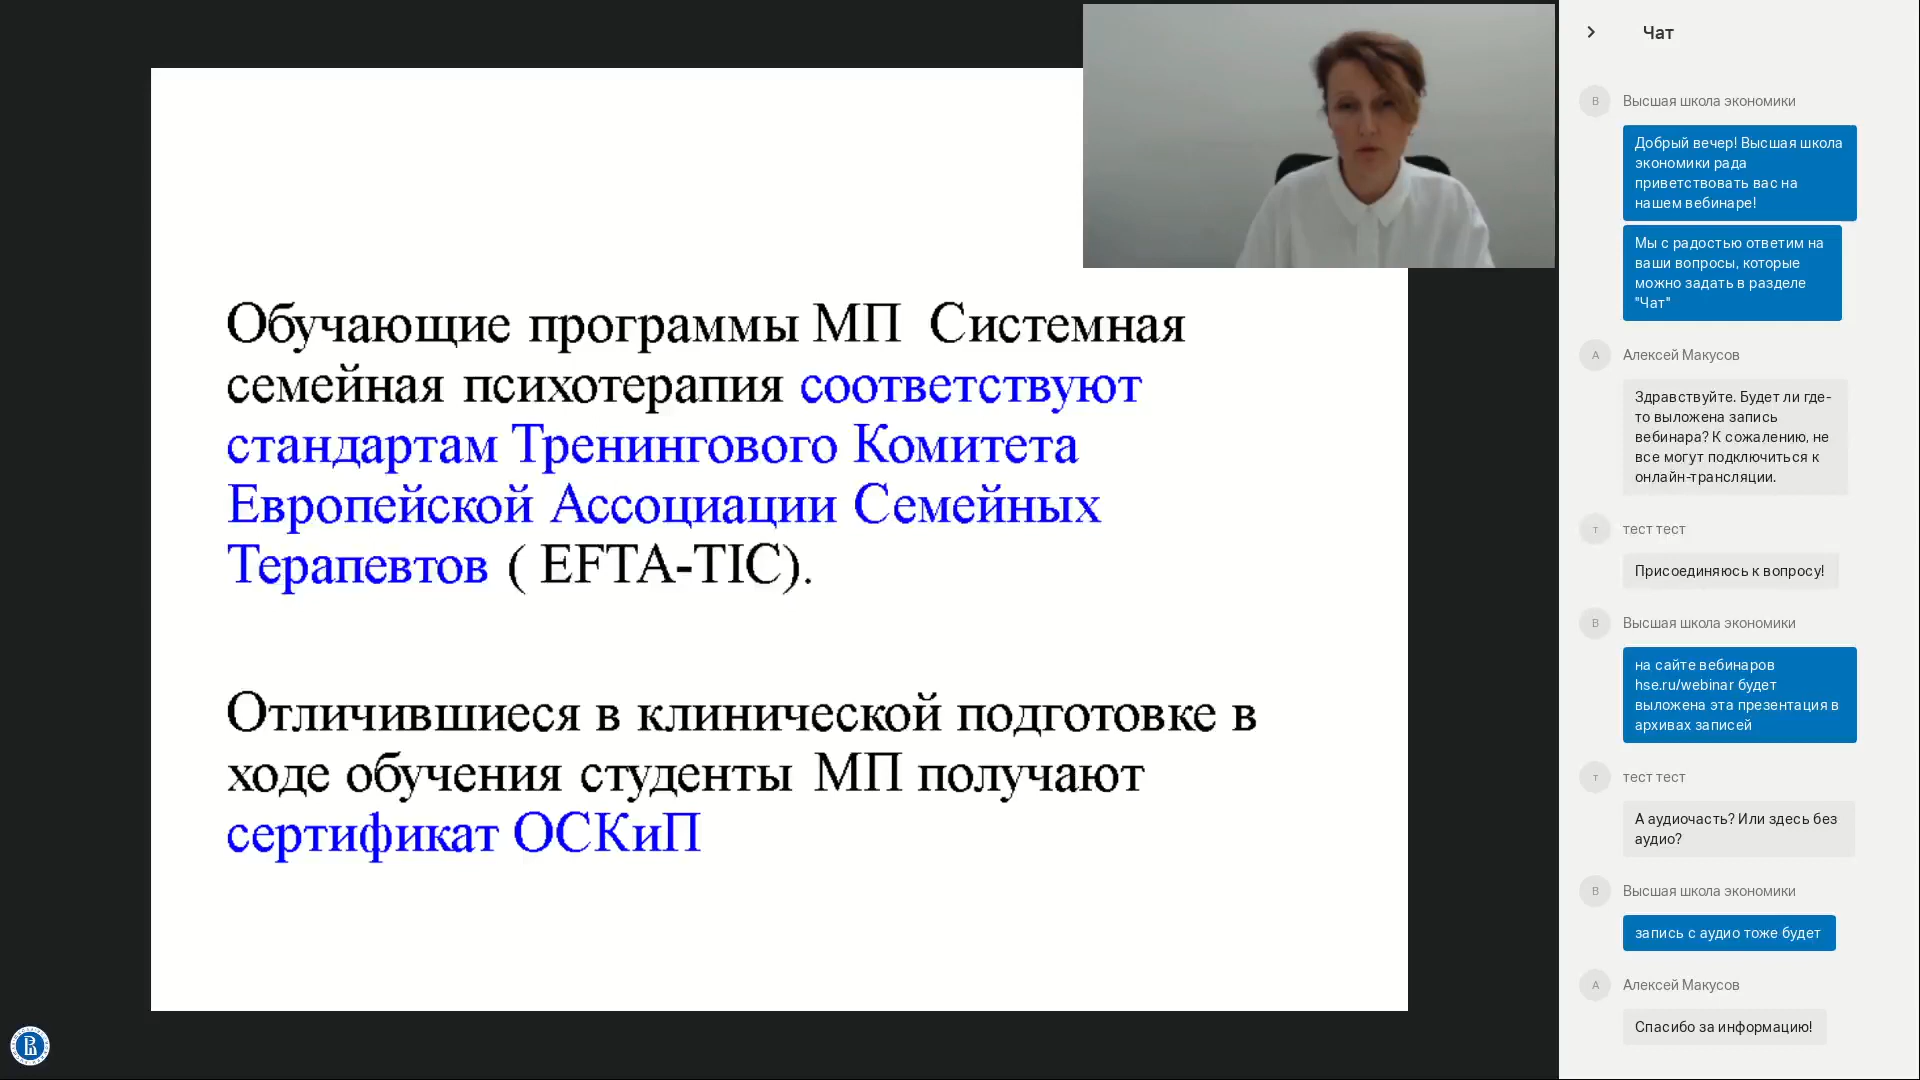 Обучающие программы МП Системная
семейная психотерапия соответствуют
стандартам Тренингового Комитета
Европейской Ассоциации Семейных
Терапевтов ( EFTA-TIC).
Отличившиеся в клинической подготовке в
ходе обучения студенты МП получают
сертификат ОСКиП
Чат
В
Высшая школа экономики
Добрый вечер! Высшая школа
экономики рада
приветствовать вас на
нашем вебинаре!
Мы с радостью ответим на
ваши вопросы, которые
можно задать в разделе
"Чат"
А
Алексей Макусов
Здравствуйте. Будет ли где-
то выложена запись
вебинара? К сожалению, не
все могут подключиться к
онлайн-трансляции.
т
тест тест
Присоединяюсь к вопросу!
В
Высшая школа экономики
на сайте вебинаров
hse.ru/webinar будет
выложена эта презентация в
архивах записей
т
тест тест
А аудиочасть? Или здесь без
аудио?
В
Высшая школа экономики
запись с аудио тоже будет
А
Алексей Макусов
Спасибо за информацию!